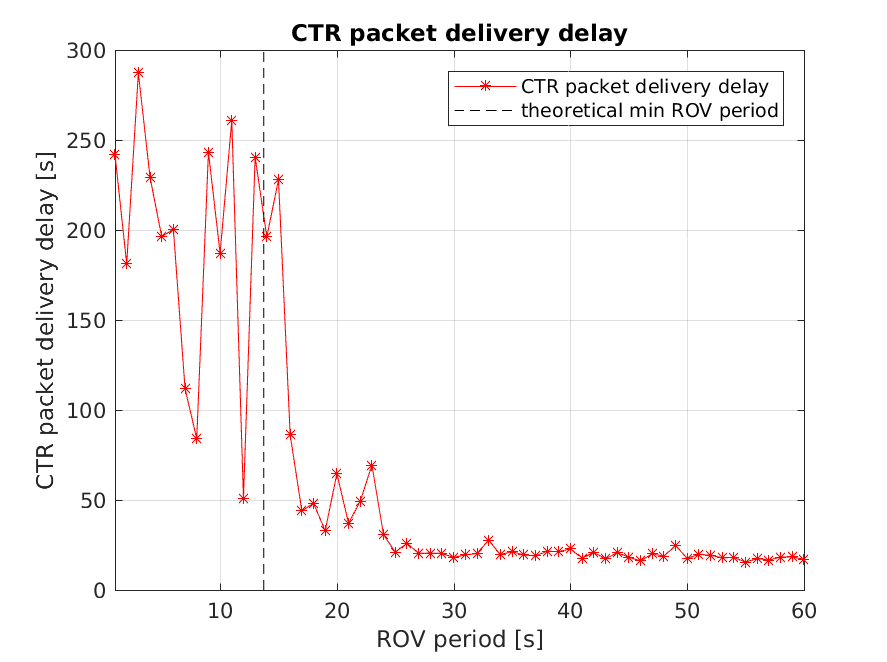 CTR packet delivery delay
300
250
200
150
100
50
0
CTR packet delivery delay [s]
CTR packet delivery delay
theoretical min ROV period
10
20
30
40
50
60
ROV period [s]